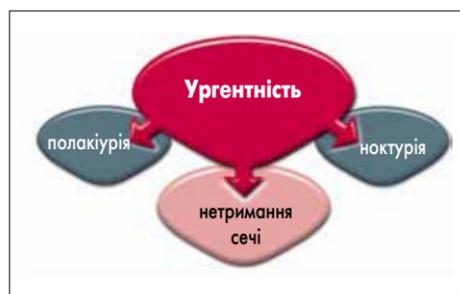 Ургентність
полакіурія
ноктурія
нетримання
сечі